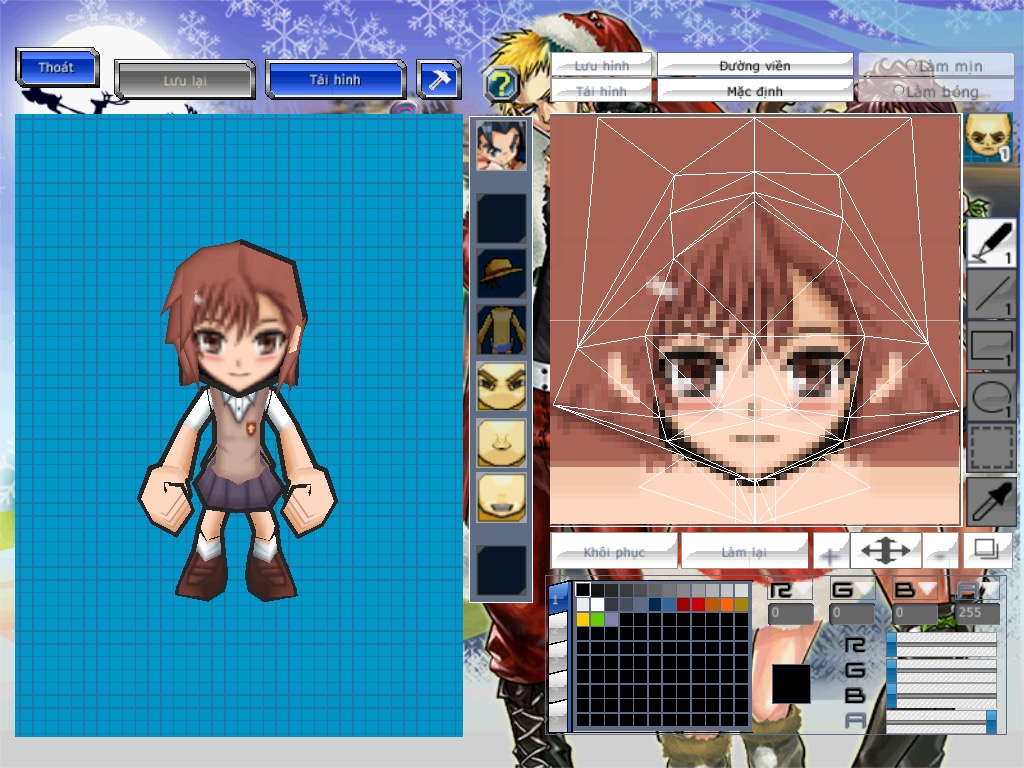 Thoát
Lưu lại
Tải hình
?
Lưu hình
Đường viền
Làm mịn
Tải hình
Mặc định
Làm bóng
1
1
1
1
1
Khôi phục
Làm lại
1
R G B A
0 0 0 255
R
G
B
A